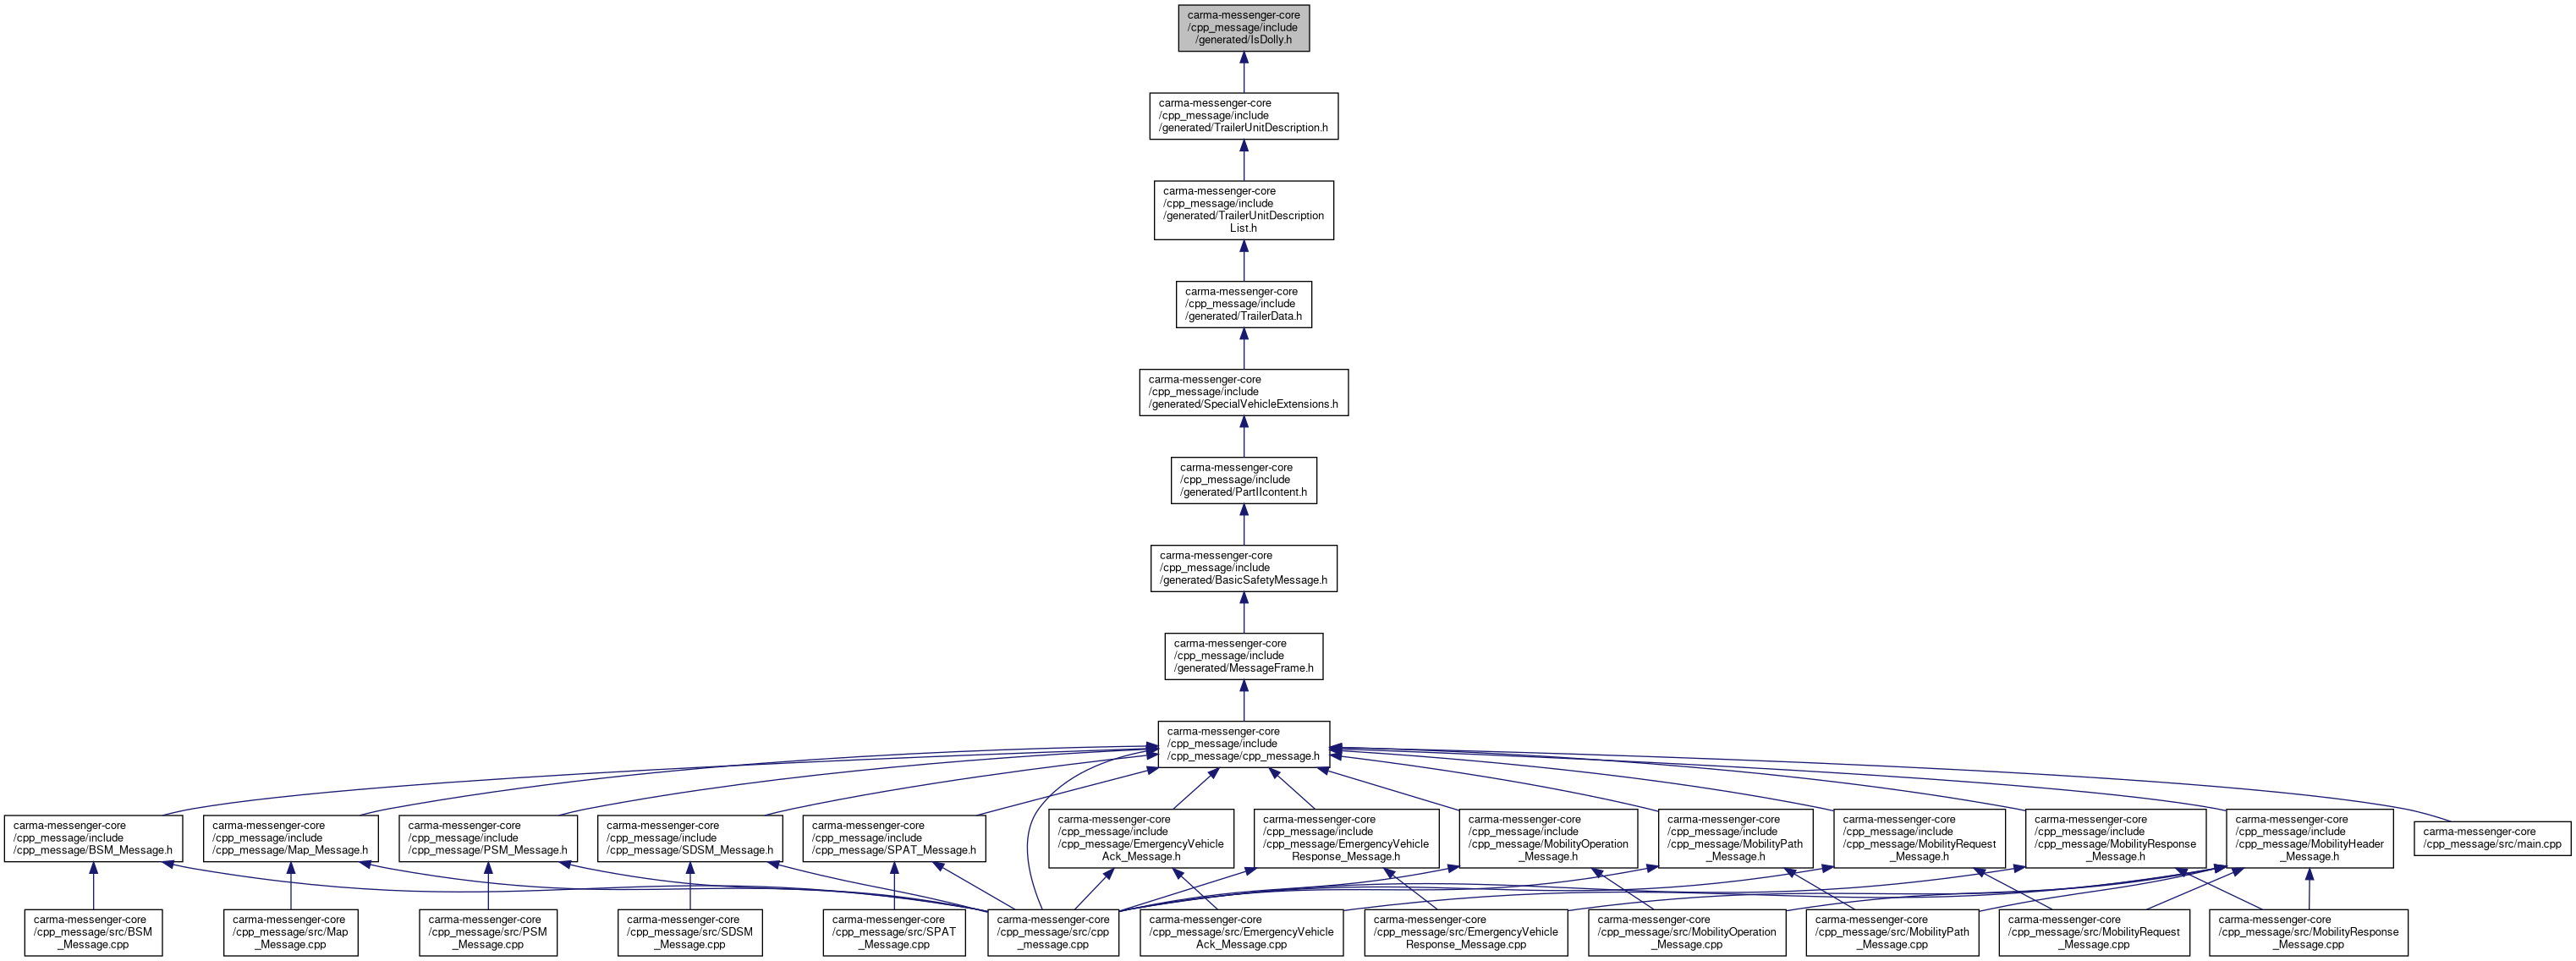 carma-messenger-core
/cpp_message/include
/generated/IsDolly.h
carma-messenger-core
/cpp_message/include
/generated/TrailerUnitDescription.h
carma-messenger-core
/cpp_message/include
/generated/TrailerUnitDescription
List.h
carma-messenger-core
/cpp_message/include
/generated/TrailerData.h
carma-messenger-core
/cpp_message/include
/generated/SpecialVehicleExtensions.h
carma-messenger-core
/cpp_message/include
/generated/PartIIcontent.h
carma-messenger-core
/cpp_message/include
/generated/BasicSafetyMessage.h
carma-messenger-core
/cpp_message/include
/generated/MessageFrame.h
carma-messenger-core
/cpp_message/include
/cpp_message/cpp_message.h
carma-messenger-core
/cpp_message/include
/cpp_message/BSM_Message.h
carma-messenger-core
/cpp_message/include
/cpp_message/Map_Message.h
carma-messenger-core
/cpp_message/include
/cpp_message/PSM_Message.h
carma-messenger-core
/cpp_message/include
/cpp_message/SDSM_Message.h
carma-messenger-core
/cpp_message/include
/cpp_message/SPAT_Message.h
carma-messenger-core
/cpp_message/include
/cpp_message/EmergencyVehicle
Ack_Message.h
carma-messenger-core
/cpp_message/include
/cpp_message/EmergencyVehicle
Response_Message.h
carma-messenger-core
/cpp_message/include
/cpp_message/MobilityOperation
_Message.h
carma-messenger-core
/cpp_message/include
/cpp_message/MobilityPath
_Message.h
carma-messenger-core
/cpp_message/include
/cpp_message/MobilityRequest
_Message.h
carma-messenger-core
/cpp_message/include
/cpp_message/MobilityResponse
_Message.h
carma-messenger-core
/cpp_message/include
/cpp_message/MobilityHeader
_Message.h
carma-messenger-core
/cpp_message/src/main.cpp
carma-messenger-core
/cpp_message/src/BSM
_Message.cpp
carma-messenger-core
/cpp_message/src/Map
_Message.cpp
carma-messenger-core
/cpp_message/src/PSM
_Message.cpp
carma-messenger-core
/cpp_message/src/SDSM
_Message.cpp
carma-messenger-core
/cpp_message/src/SPAT
_Message.cpp
carma-messenger-core
/cpp_message/src/cpp
_message.cpp
carma-messenger-core
/cpp_message/src/EmergencyVehicle
Ack_Message.cpp
carma-messenger-core
/cpp_message/src/EmergencyVehicle
Response_Message.cpp
carma-messenger-core
/cpp_message/src/MobilityOperation
_Message.cpp
carma-messenger-core
/cpp_message/src/MobilityPath
_Message.cpp
carma-messenger-core
/cpp_message/src/MobilityRequest
_Message.cpp
carma-messenger-core
/cpp_message/src/MobilityResponse
_Message.cpp